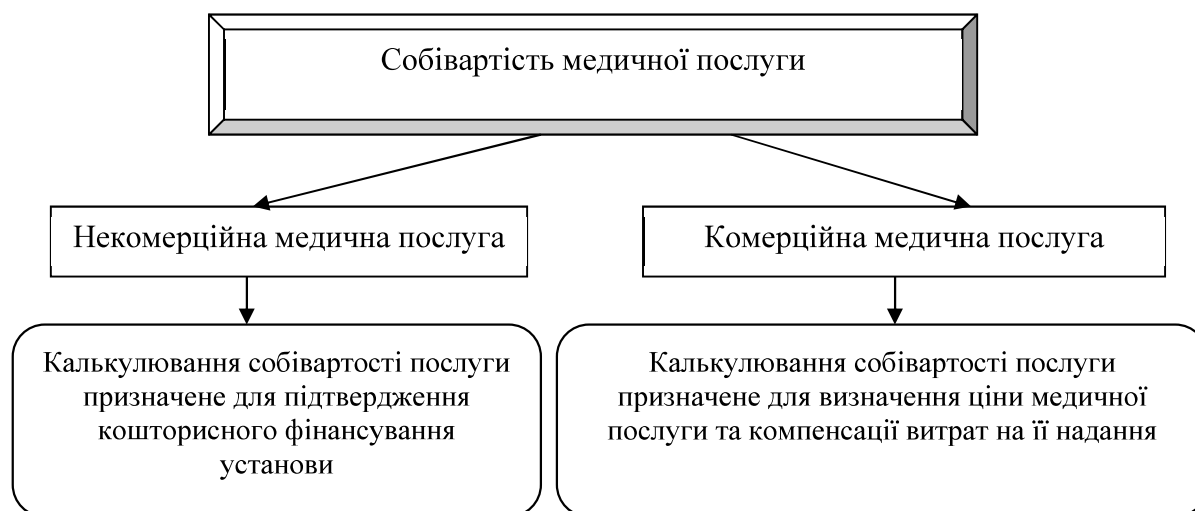 Собівартість медичної послуги
Некомерційна медична послуга
Комерційна медична послуга
Калькулювання собівартості послуги
призначене для підтвердження
кошторисного фінансування
установи
Калькулювання собівартості послуги
призначене для визначення ціни медичної
послуги та компенсації витрат на її надання